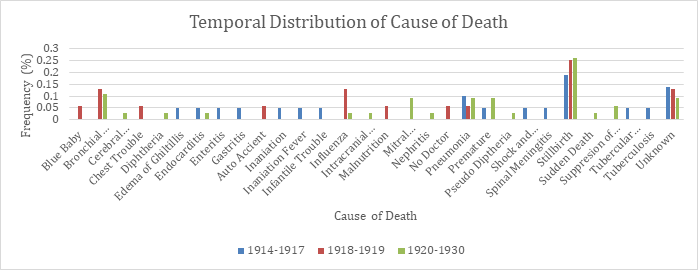 Temporal Distribution of Cause of Death
0.3
0.25
0.2
0.15
0.1
0.05
0
Frequency (%)
Blue Baby
Bronchial ...
Cerebral ...
Chest Trouble
Diphtheria
Edema of Ghiltillis
Endocarditis
Enteritis
Gastritis
Auto Accient
Inaniation
Inaniation Fever
Infantile Trouble
Influenza
Intracranial ...
Malnutrition
Mitral ...
Nephritis
No Doctor
Pneumonia
Premature
Pseudo Dipltheria
Shock and ...
Spinal Meningitis
Stillbirth
Sudden Death
Suppresion of ...
Tubercular ...
Tuberculosis
Unknown
Cause of Death
1914-1917 1918-1919 1920-1930